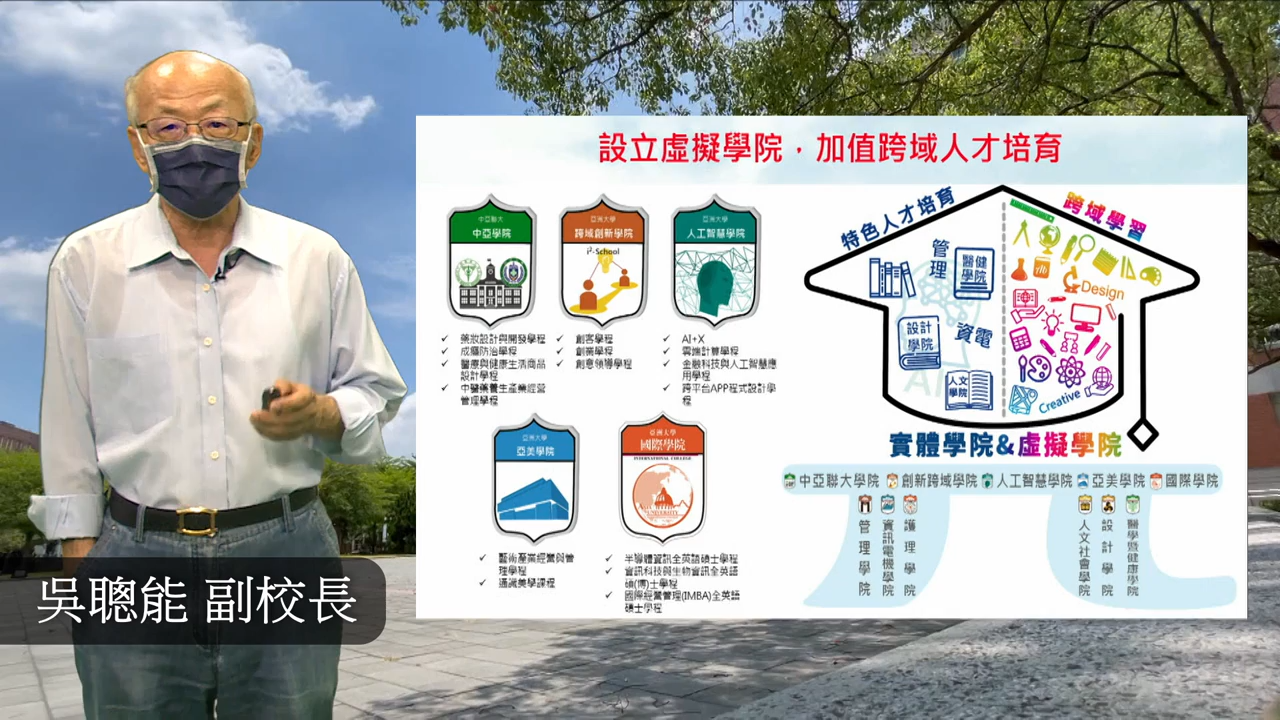 設立虛擬學院，加值跨域人才培育
中亞聯大
中亞學院
亞洲大學
跨域創新學院
i²-School
亞洲大學
人工智慧學院
✓ 藥妝設計與開發學程
✓ 成癮防治學程
✓ 醫療與健康生活商品
設計學程
✓ 中醫藥養生產業經營
管理學程
✓ 創客學程
✓ 創業學程
✓ 創意領導學程
✓ AI+X
✓ 雲端計算學程
✓ 金融科技與人工智慧應
用學程
✓ 跨平台APP程式設計學
程
亞洲大學
亞美學院
亞洲大學
國際學院
INTERNATIONAL COLLEGE
ASIA UNIVERSITY
✓ 藝術產業經營與管
理學程
✓ 通識美學課程
✓ 半導體資訊全英語碩士學程
✓ 資訊科技與生物資訊全英語
碩(博)士學程
✓ 國際經營管理(IMBA)全英語
碩士學程
特色人才培育
跨域學習
管理
醫健
學院
設計
學院
資電
人文
學院
AI
Design
Creative
實體學院&虛擬學院
中亞聯大學院 創新跨域學院 人工智慧學院 亞美學院 國際學院
管理學院
資訊電機學院
護理學院
人文社會學院
設計學院
醫學暨健康學院
吳聰能 副校長